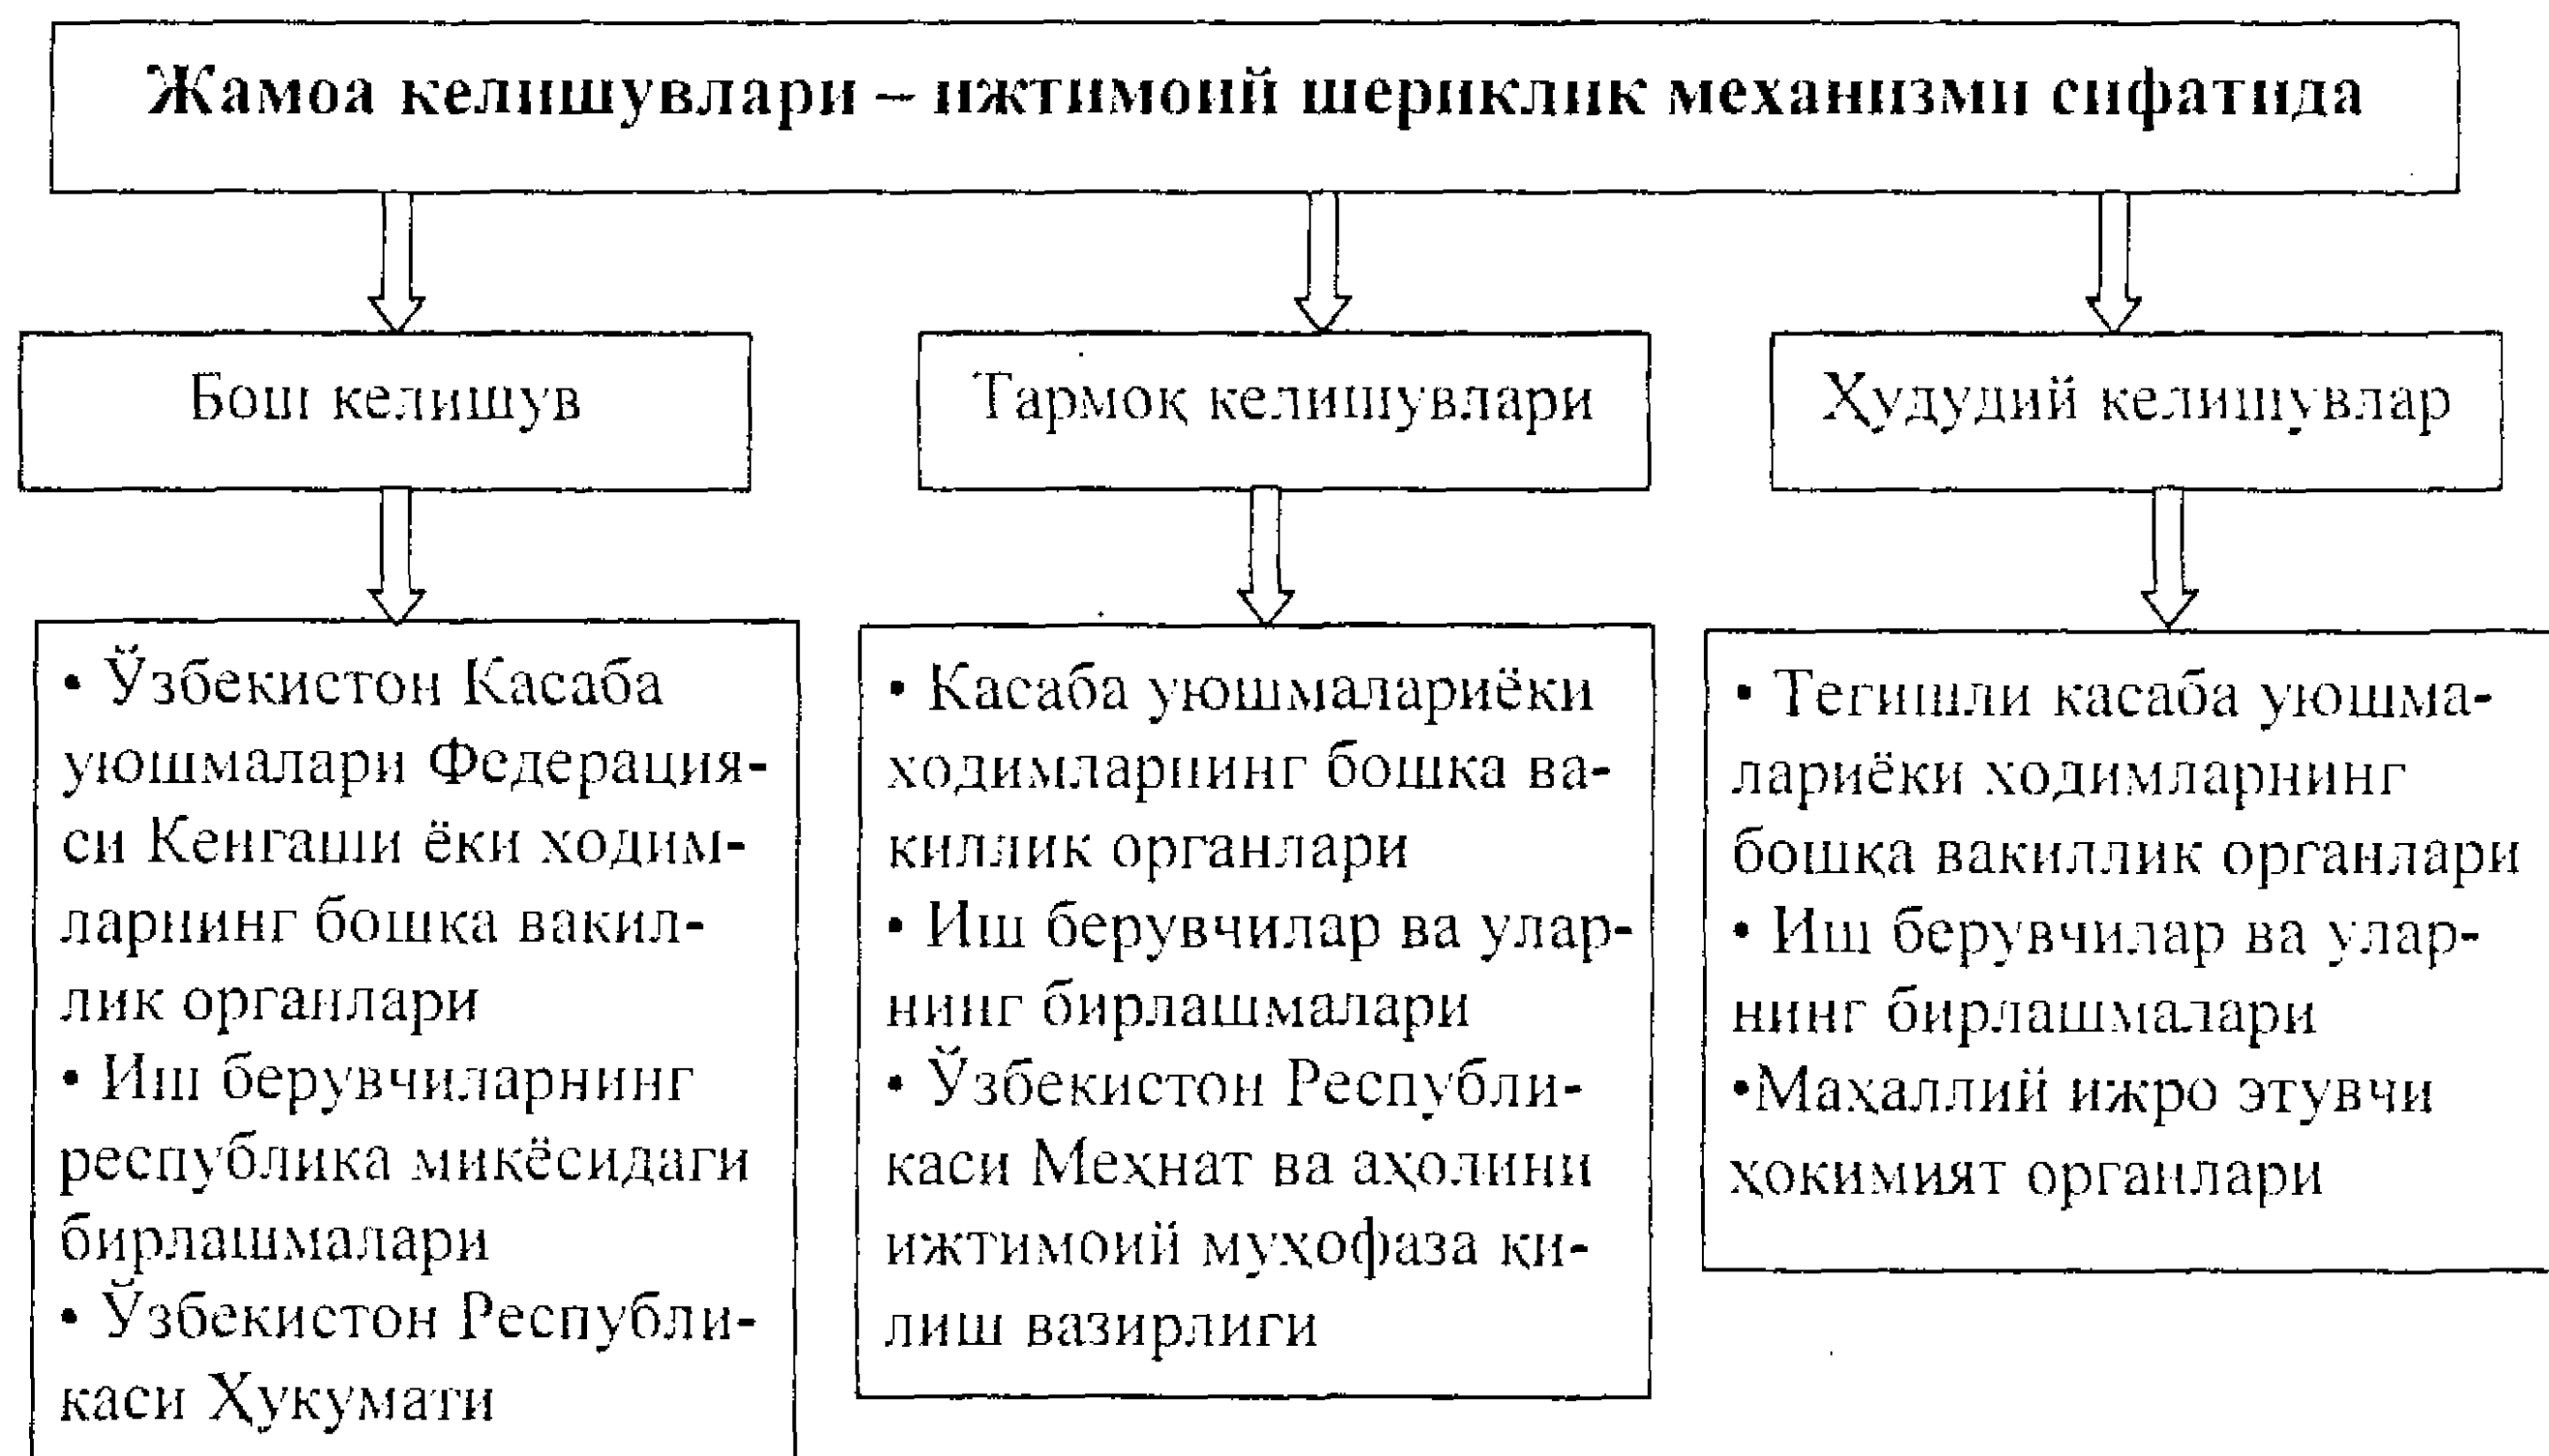 Жамоа келишувлари – ижтимоий шериклик механизми сифатида
Бош келишув
Тармоқ келишувлари
Ҳудудий келишувлар
• Ўзбекистон Касаба
уюшмалари Федерация-
си Кенгаши ёки ходим-
ларнинг бошка вакил-
лик органлари
• Иш берувчиларнинг
республика микёсидаги
бирлашмалари
• Ўзбекистон Республи-
каси Ҳукумати
• Касаба уюшмалариёки
ходимларнинг бошка ва-
киллик органлари
• Иш берувчилар ва улар-
нинг бирлашмалари
• Ўзбекистон Республи-
каси Меҳнат ва аҳолини
ижтимоий муҳофаза қи-
лиш вазирлиги
• Тегишли касаба уюшма-
лариёки ходимларнинг
бошқа вакиллик органлари
• Иш берувчилар ва улар-
нинг бирлашмалари
•Маҳаллий ижро этувчи
ҳокимият органлари